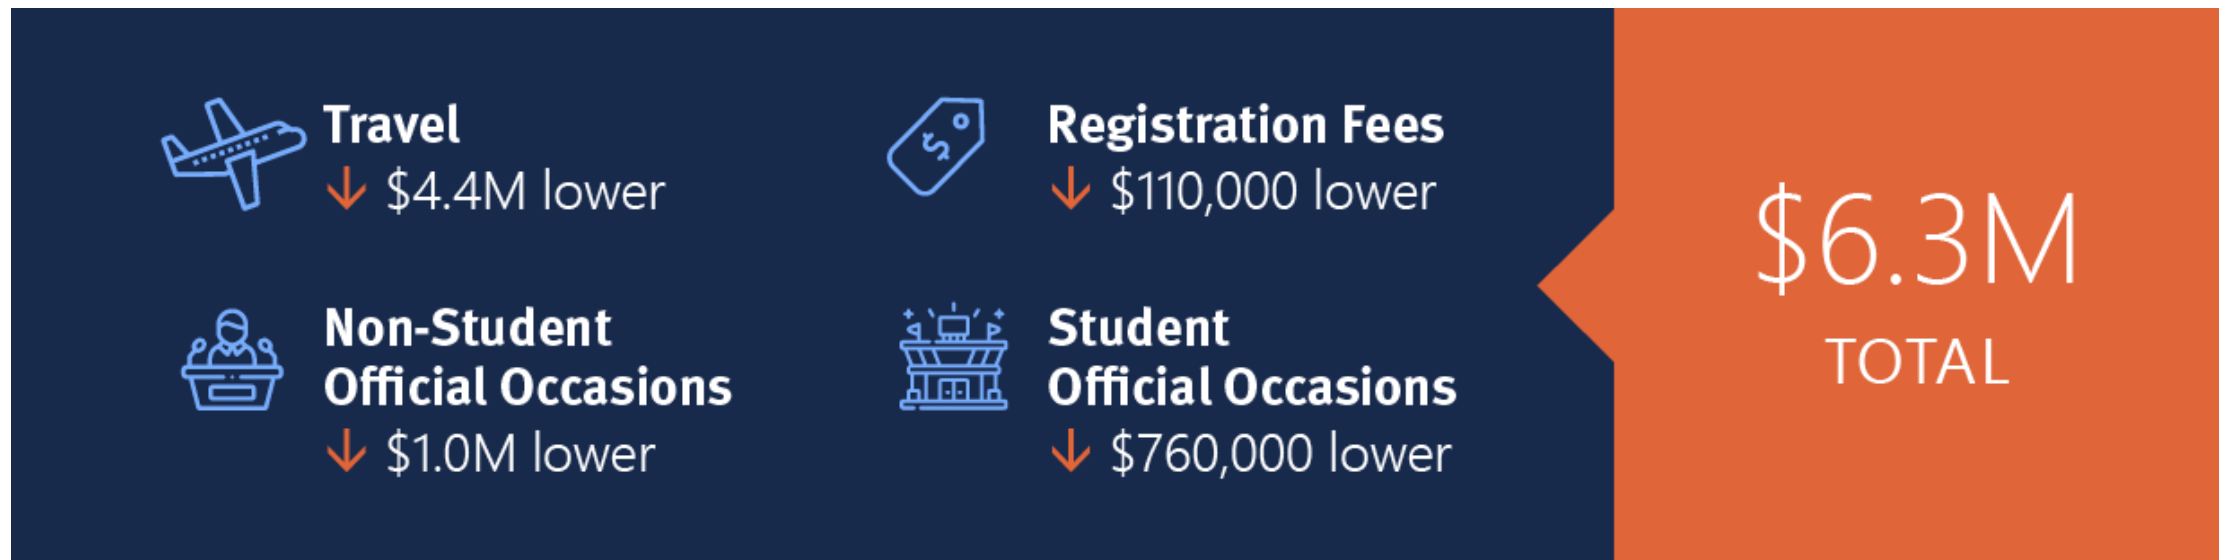 Travel
↓ $4.4M lower
Registration Fees
↓ $110,000 lower
Non-Student
Official Occasions
↓ $1.0M lower
Student
Official Occasions
↓ $760,000 lower
$6.3M
TOTAL